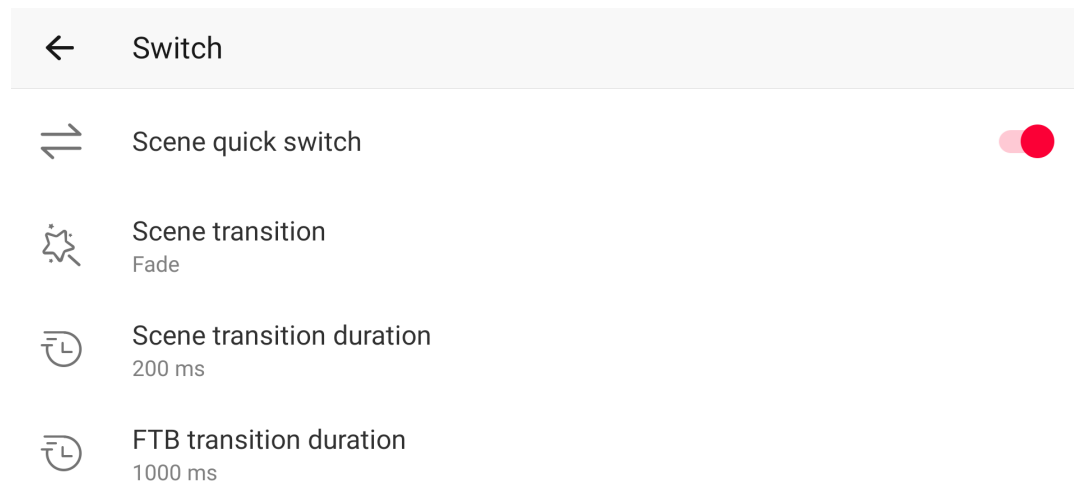 Switch
Scene quick switch
Scene transition
Fade
Scene transition duration
200 ms
FTB transition duration
1000 ms